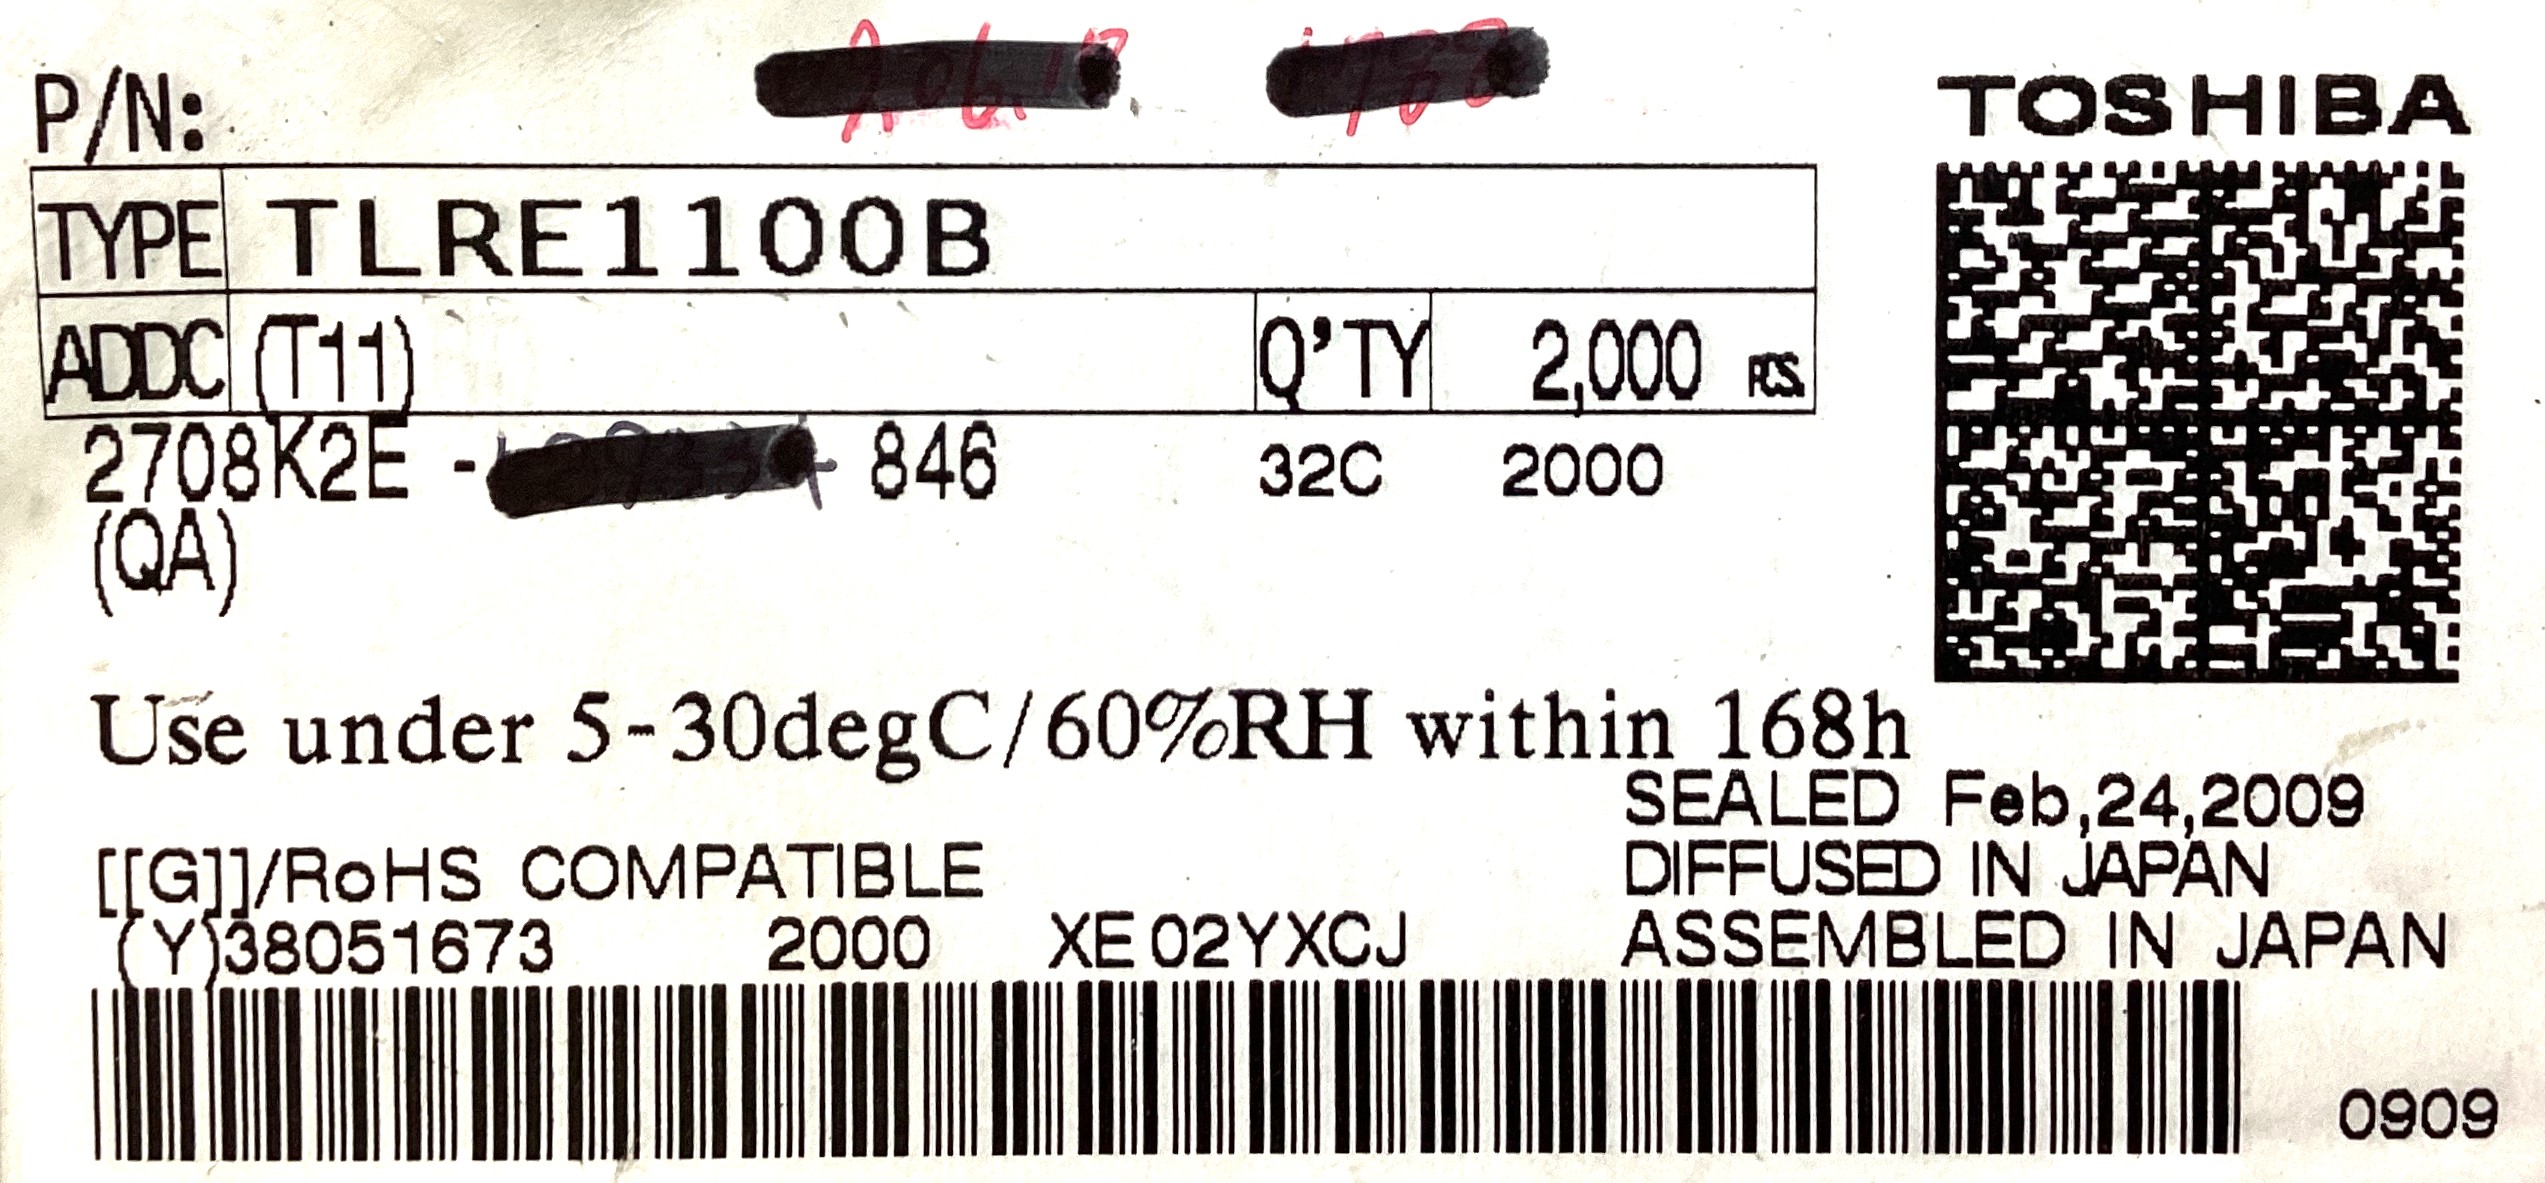 P/N:
TOSHIBA
TYPE TLRE1100B
ADDC (T11) Q'TY 2,000 PCS.
2708K2E - 846 32C 2000
(QA)
Use under 5-30degC/60%RH within 168h
SEALED Feb,24,2009
[[G]]/RoHS COMPATIBLE DIFFUSED IN JAPAN
(Y)38051673 2000 XE02YXCJ ASSEMBLED IN JAPAN
0909